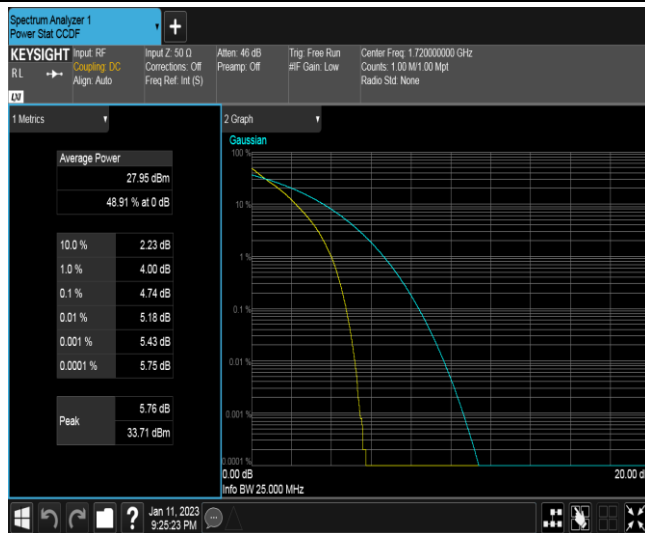 Spectrum Analyzer 1
Power Stat CCDF
+
KEYSIGHT
RL
Input: RF
Coupling: DC
Align: Auto
Input Z: 50 Ω
Corrections: Off
Freq Ref: Int (S)
Atten: 46 dB
Preamp: Off
Trig: Free Run
#IF Gain: Low
Center Freq: 1.720000000 GHz
Counts: 1.00 M/1.00 Mpt
Radio Std: None
1 Metrics
Average Power
27.95 dBm
48.91 % at 0 dB
10.0 % 2.23 dB
1.0 % 4.00 dB
0.1 % 4.74 dB
0.01 % 5.18 dB
0.001 % 5.43 dB
0.0001 % 5.75 dB
Peak
5.76 dB
33.71 dBm
2 Graph
Gaussian
100 %
10 %
1 %
0.1 %
0.01 %
0.001 %
0.0001 %
0.00 dB
20.00 d
Info BW 25.000 MHz
?
Jan 11, 2023
9:25:23 PM